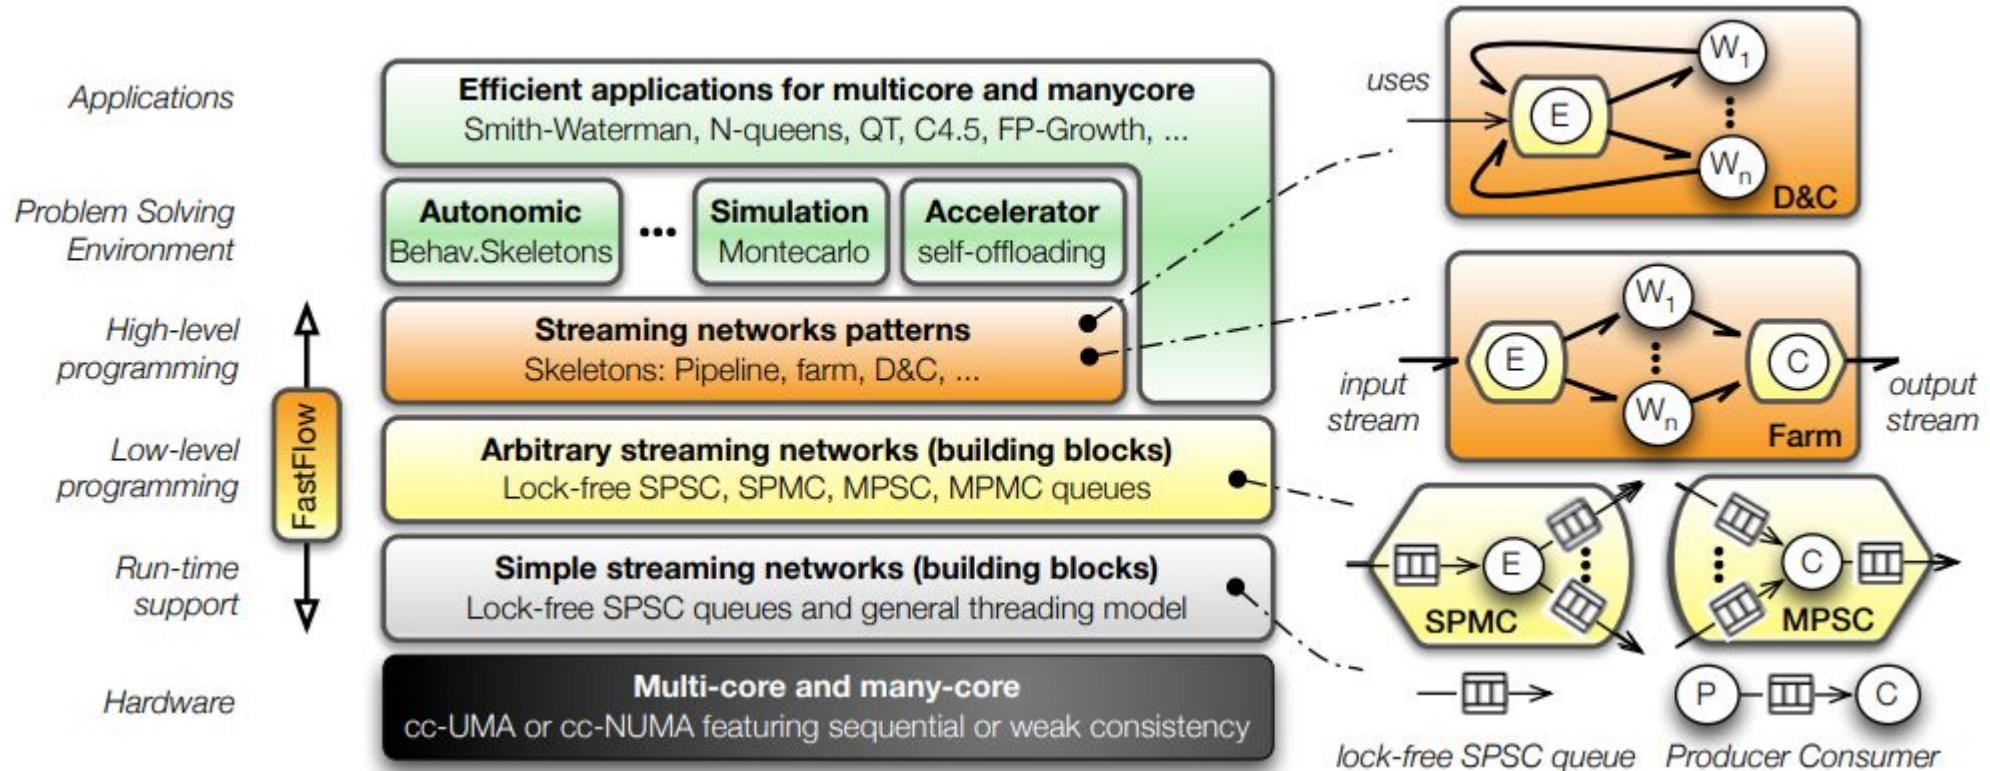 Applications
Efficient applications for multicore and manycore
Smith-Waterman, N-queens, QT, C4.5, FP-Growth, ...
Problem Solving
Environment
Autonomic
Behav.Skeletons
...
Simulation
Montecarlo
Accelerator
self-offloading
High-level
programming
Streaming networks patterns
Skeletons: Pipeline, farm, D&C, ...
FastFlow
Low-level
programming
Arbitrary streaming networks (building blocks)
Lock-free SPSC, SPMC, MPSC, MPMC queues
Run-time
support
Simple streaming networks (building blocks)
Lock-free SPSC queues and general threading model
Hardware
Multi-core and many-core
cc-UMA or cc-NUMA featuring sequential or weak consistency
uses
E
W1
Wn
D&C
input
stream
E
W1
Wn
C
Farm
output
stream
E
SPMC
C
MPSC
lock-free SPSC queue
P
C
Producer Consumer